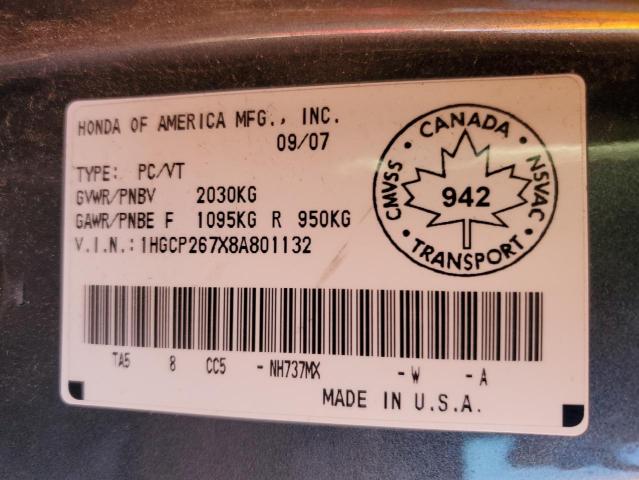 HONDA OF AMERICA MFG., INC.
09/07
TYPE: PC/VT
GVWR/PNBV 2030KG
GAWR/PNBE F 1095KG R 950KG
V.I.N.: 1HGCP267X8A801132
CANADA
CMVSS
942
NSVAC
TRANSPORT
TA5 8 CC5 - NH737MX - W - A
MADE IN U.S.A.